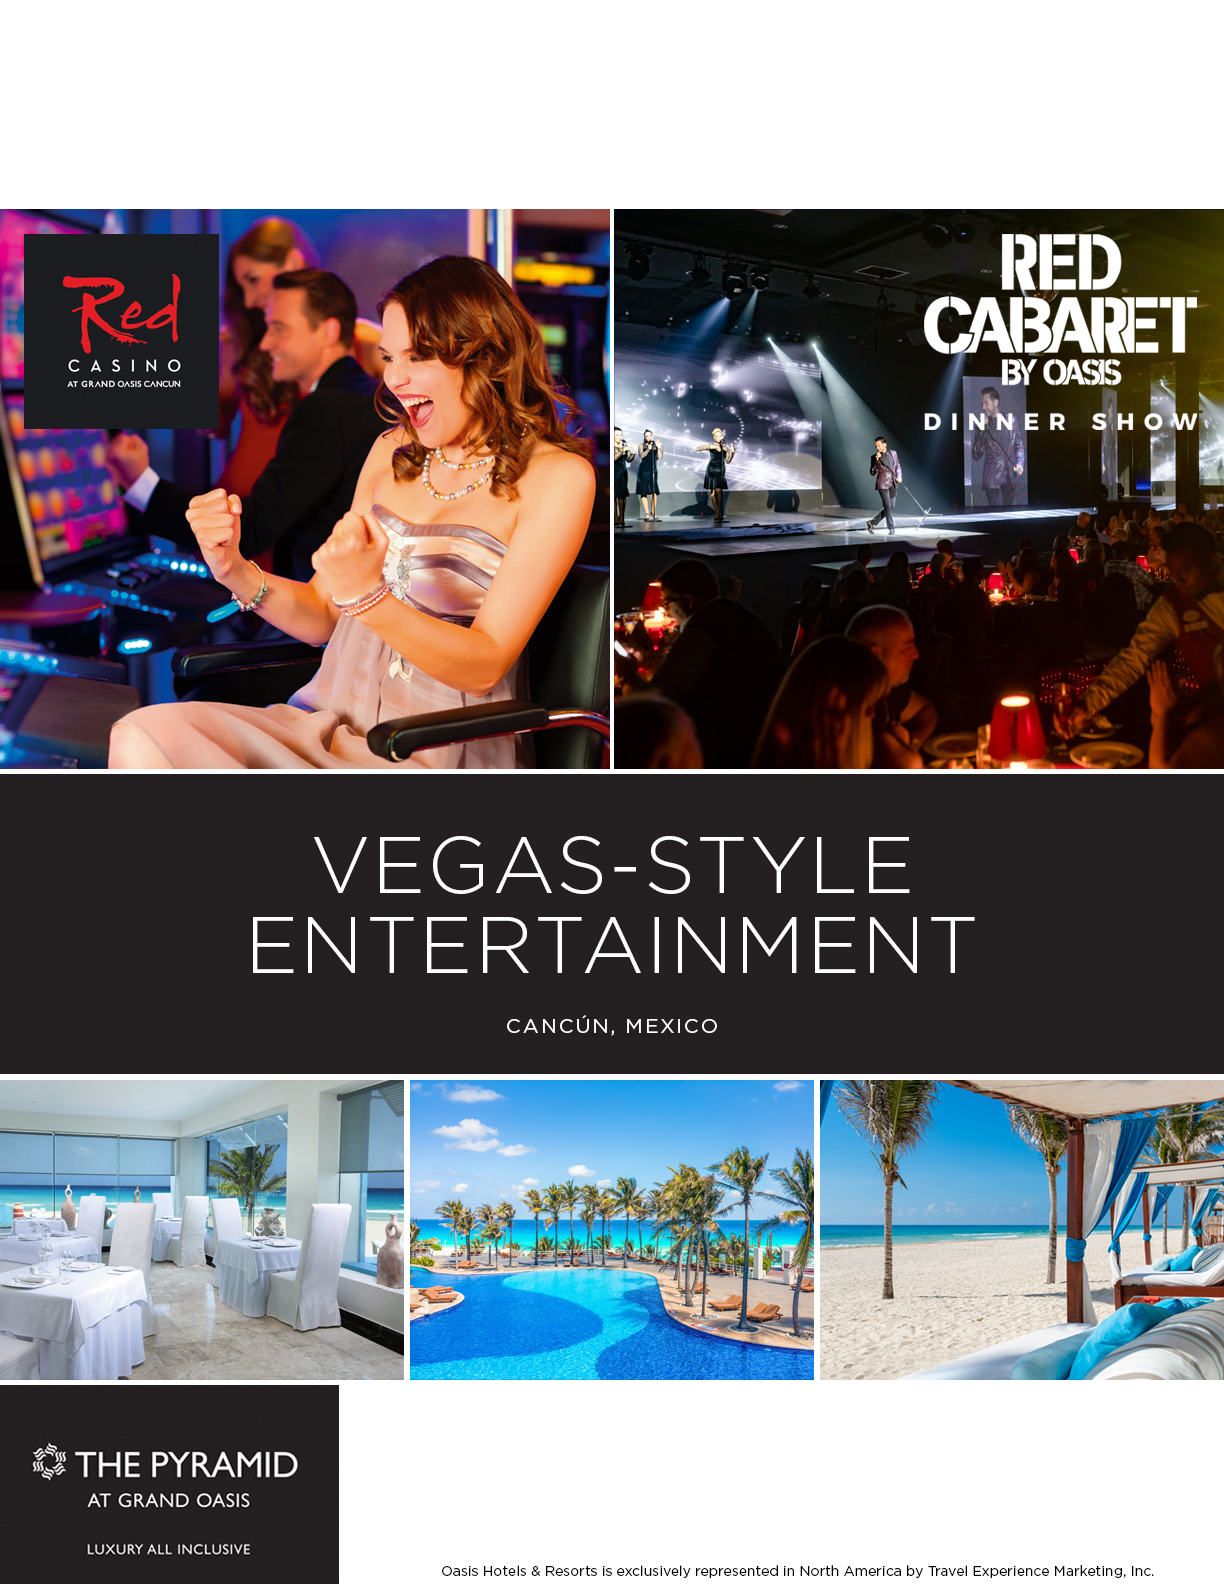 Red
CASINO
AT GRAND OASIS CANCUN
RED
CABARET
BY OASIS
DINNER SHOW
VEGAS-STYLE
ENTERTAINMENT
CANCÚN, MEXICO
THE PYRAMID
AT GRAND OASIS
LUXURY ALL INCLUSIVE
Oasis Hotels & Resorts is exclusively represented in North America by Travel Experience Marketing, Inc.